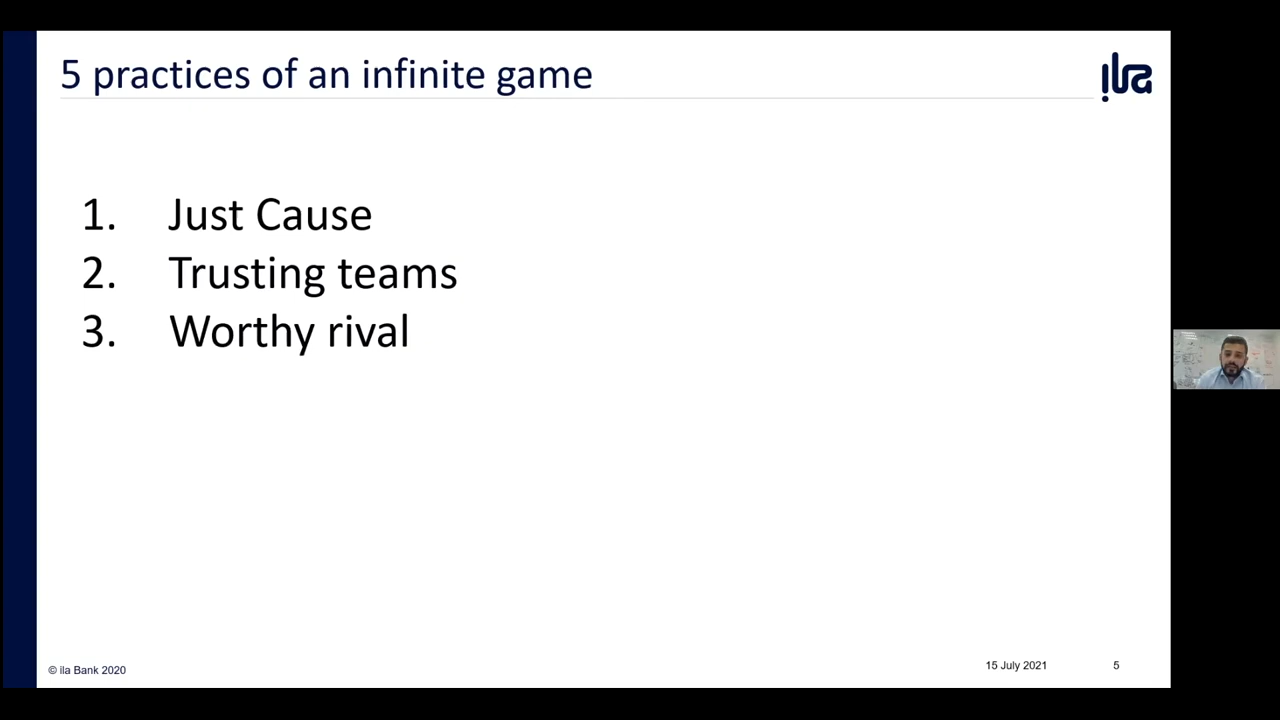 5 practices of an infinite game
ila
1. Just Cause
2. Trusting teams
3. Worthy rival
© ila Bank 2020
15 July 2021
5